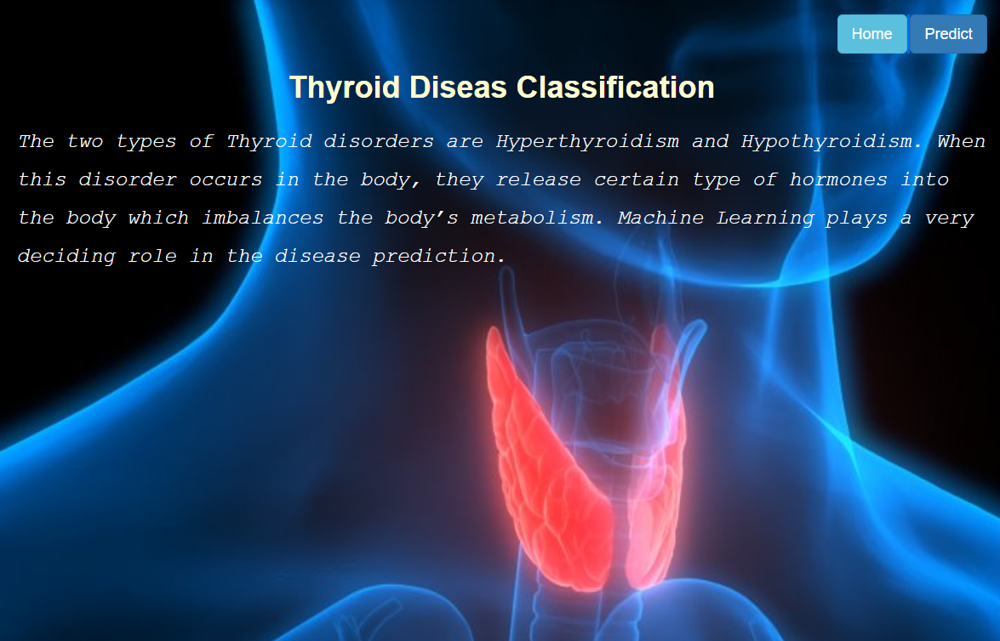 Home Predict
Thyroid Diseas Classification
The two types of Thyroid disorders are Hyperthyroidism and Hypothyroidism. When
this disorder occurs in the body, they release certain type of hormones into
the body which imbalances the body’s metabolism. Machine Learning plays a very
deciding role in the disease prediction.